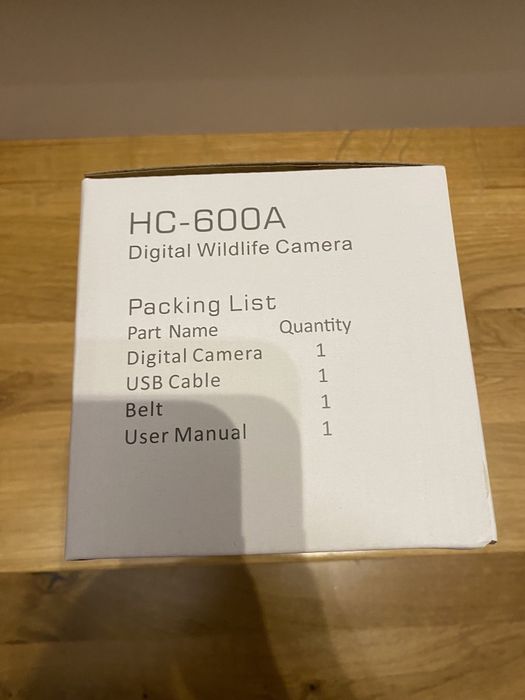 HC-600A
Digital Wildlife Camera
Packing List
Part Name Quantity
Digital Camera 1
USB Cable 1
Belt 1
User Manual 1